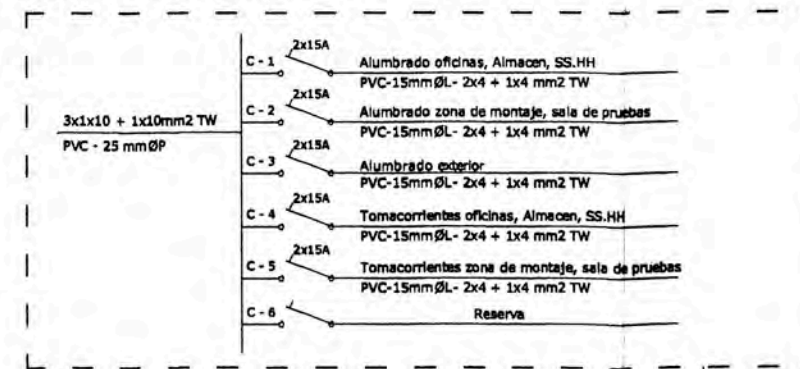 2x15A
C - 1 Alumbrado oficinas, Almacen, SS.HH
PVC-15mmØL- 2x4 + 1x4 mm2 TW
2x15A
C - 2 Alumbrado zona de montaje, sala de pruebas
3x1x10 + 1x10mm2 TW
PVC-15mmØL- 2x4 + 1x4 mm2 TW
PVC - 25 mmØP
2x15A
C - 3 Alumbrado exterior
PVC-15mmØL- 2x4 + 1x4 mm2 TW
2x15A
C - 4 Tomacorrientes oficinas, Almacen, SS.HH
PVC-15mmØL- 2x4 + 1x4 mm2 TW
2x15A
C - 5 Tomacorrientes zona de montaje, sala de pruebas
PVC-15mmØL- 2x4 + 1x4 mm2 TW
C - 6 Reserva